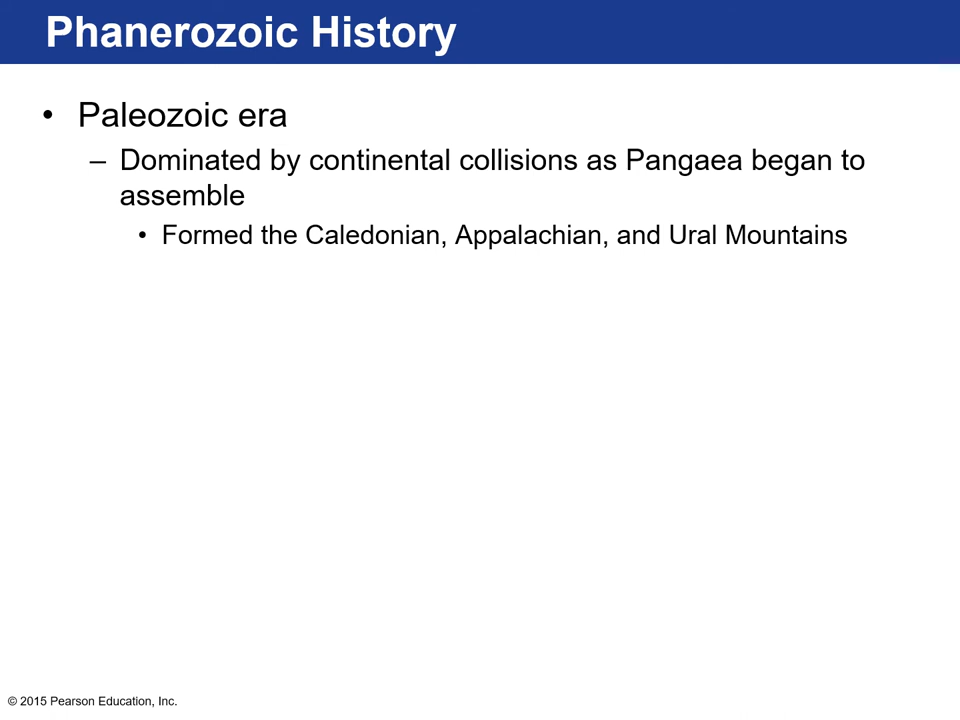 Phanerozoic History
• Paleozoic era
– Dominated by continental collisions as Pangaea began to
assemble
• Formed the Caledonian, Appalachian, and Ural Mountains
© 2015 Pearson Education, Inc.